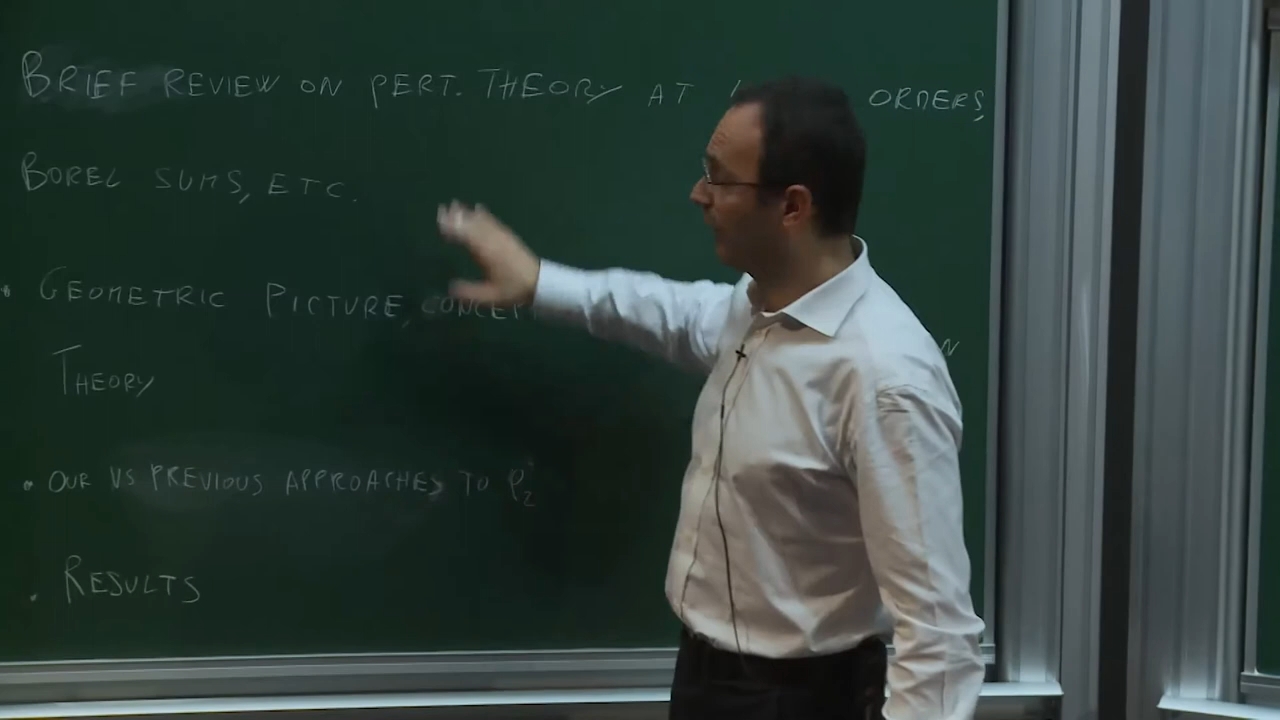 BRIEF REVIEW ON PERT. THEORY AT ORDERS,
BOREL SUMS, ETC.
• GEOMETRIC PICTURE,
THEORY
• OUR VS PREVIOUS APPROACHES TO
• RESULTS